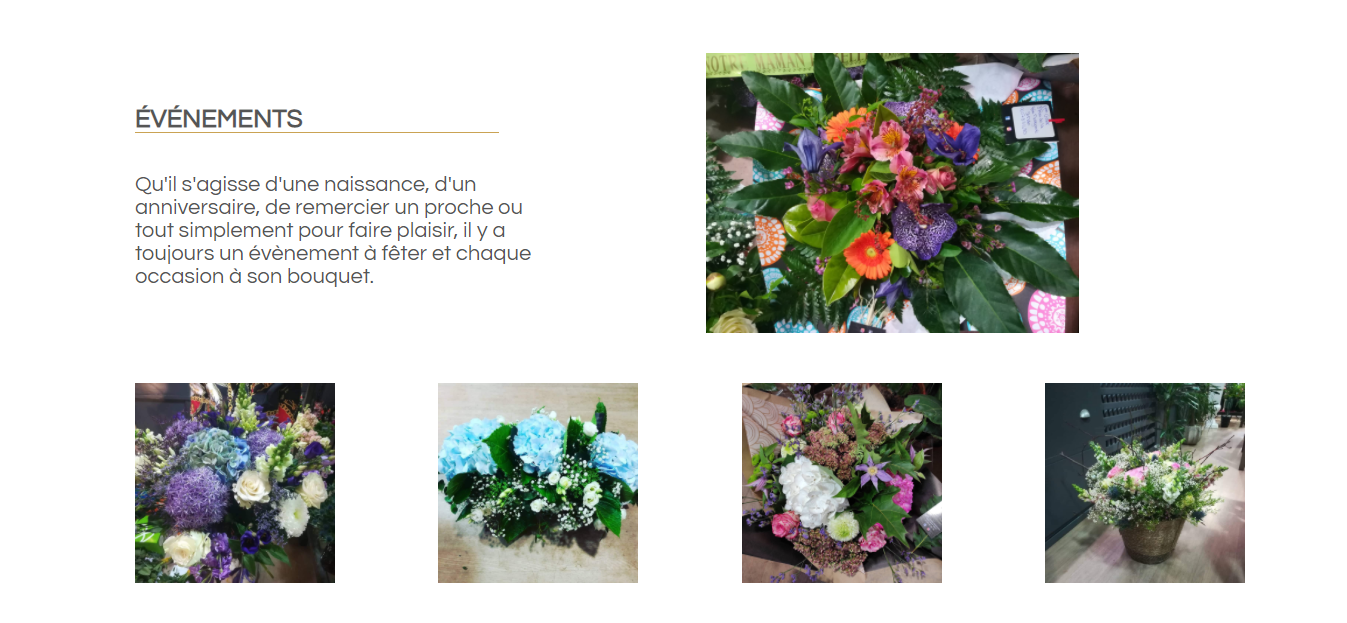 ÉVÉNEMENTS
Qu'il s'agisse d'une naissance, d'un
anniversaire, de remercier un proche ou
tout simplement pour faire plaisir, il y a
toujours un évènement à fêter et chaque
occasion à son bouquet.